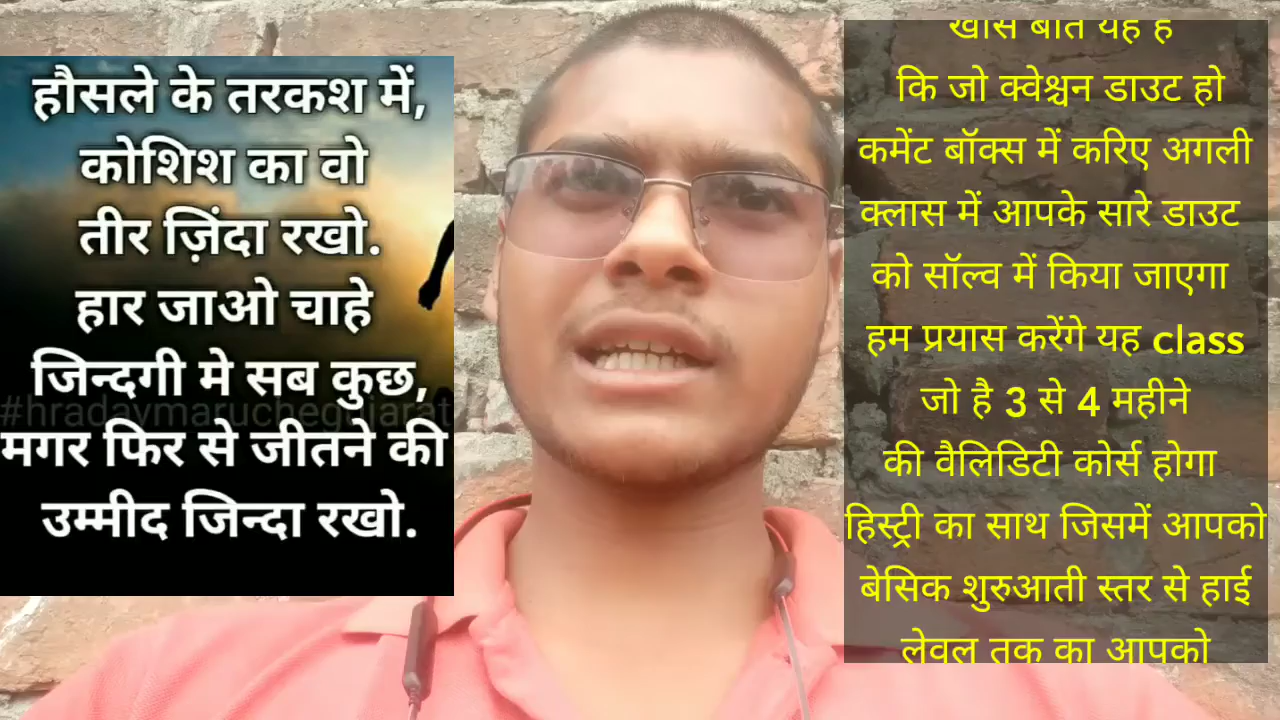 हौसले के तरकश में,
कोशिश का वो
तीर ज़िंदा रखो.
हार जाओ चाहे
जिन्दगी मे सब कुछ,
#hradaymaruchegujarat
मगर फिर से जीतने की
उम्मीद जिन्दा रखो.
खास बात यह है
कि जो क्वेश्चन डाउट हो
कमेंट बॉक्स में करिए अगली
क्लास में आपके सारे डाउट
को सॉल्व में किया जाएगा
हम प्रयास करेंगे यह class
जो है 3 से 4 महीने
की वैलिडिटी कोर्स होगा
हिस्ट्री का साथ जिसमें आपको
बेसिक शुरुआती स्तर से हाई
लेवल तक का आपको